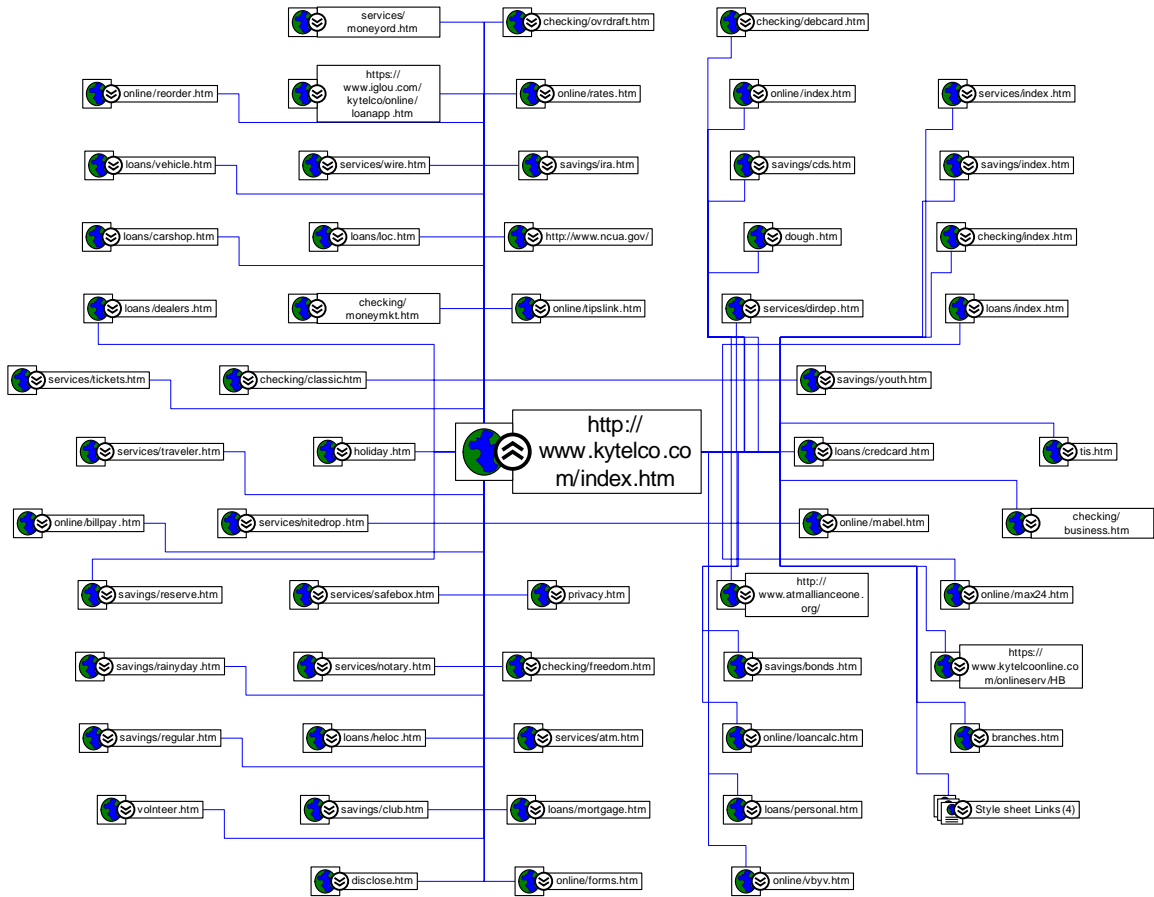 services/
moneyord.htm
checking/ovrdraft.htm
checking/debcard.htm
online/reorder.htm
https://
www.iglou.com/
kytelco/online/
loanapp.htm
online/rates.htm
online/index.htm
services/index.htm
loans/vehicle.htm
services/wire.htm
savings/ira.htm
savings/cds.htm
savings/index.htm
loans/carshop.htm
loans/loc.htm
http://www.ncua.gov/
dough.htm
checking/index.htm
loans/dealers.htm
checking/
moneymkt.htm
online/tipslink.htm
services/dirdep.htm
loans/index.htm
services/tickets.htm
checking/classic.htm
savings/youth.htm
services/traveler.htm
holiday.htm
http://
www.kytelco.co
m/index.htm
loans/credcard.htm
tis.htm
online/billpay.htm
services/nitedrop.htm
online/mabel.htm
checking/
business.htm
savings/reserve.htm
services/safebox.htm
privacy.htm
http://
www.atmallianceone.
org/
online/max24.htm
savings/rainyday.htm
services/notary.htm
checking/freedom.htm
savings/bonds.htm
https://
www.kytelcoonline.co
m/onlineserv/HB
savings/regular.htm
loans/heloc.htm
services/atm.htm
online/loancalc.htm
branches.htm
volnteer.htm
savings/club.htm
loans/mortgage.htm
loans/personal.htm
Style sheet Links (4)
disclose.htm
online/forms.htm
online/vbyv.htm